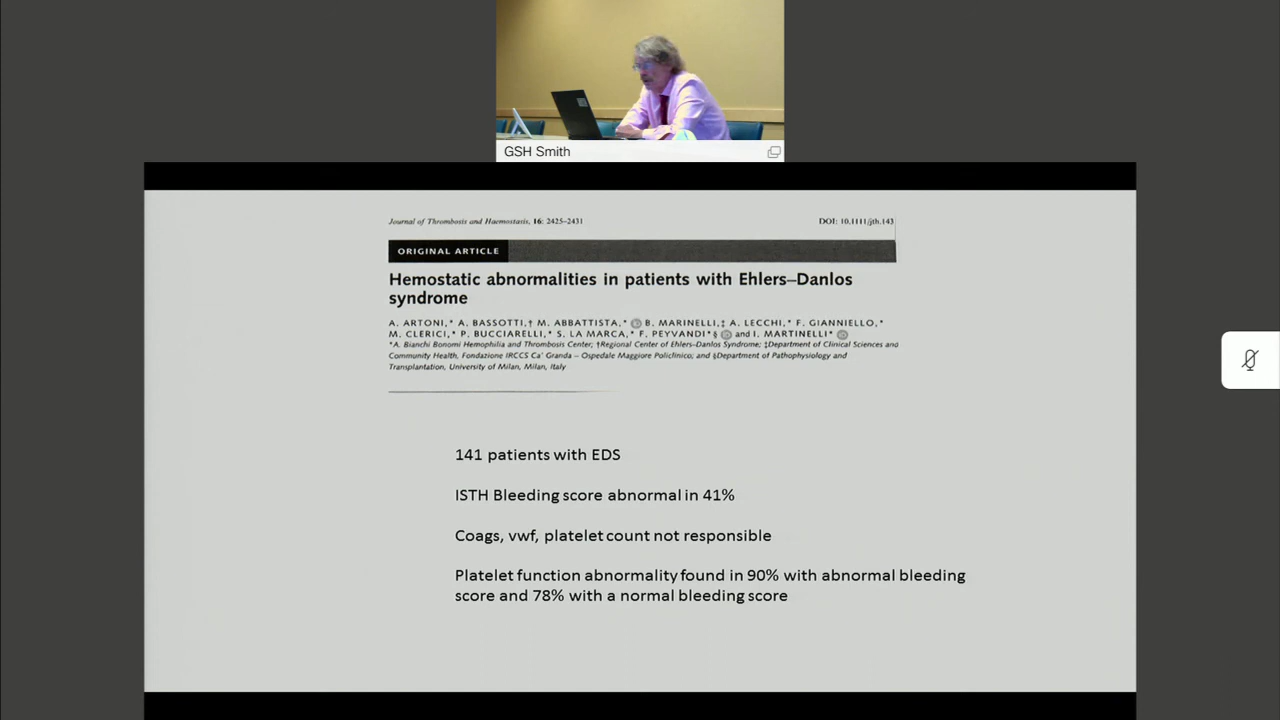 GSH Smith
Journal of Thrombosis and Haemostasis, 16: 2425–2431
DOI: 10.1111/jth.143
ORIGINAL ARTICLE
Hemostatic abnormalities in patients with Ehlers–Danlos
syndrome
A. ARTONI,* A. BASSOTTI,† M. ABBATTISTA,* B. MARINELLI,‡ A. LECCHI,* F. GIANNIELLO,*
M. CLERICI,* P. BUCCIARELLI,* S. LA MARCA,* F. PEYVANDI*§ and I. MARTINELLI*
*A. Bianchi Bonomi Hemophilia and Thrombosis Center; †Regional Center of Ehlers–Danlos Syndrome; ‡Department of Clinical Sciences and
Community Health, Fondazione IRCCS Ca' Granda – Ospedale Maggiore Policlinico; and §Department of Pathophysiology and
Transplantation, University of Milan, Milan, Italy
141 patients with EDS
ISTH Bleeding score abnormal in 41%
Coags, vwf, platelet count not responsible
Platelet function abnormality found in 90% with abnormal bleeding
score and 78% with a normal bleeding score